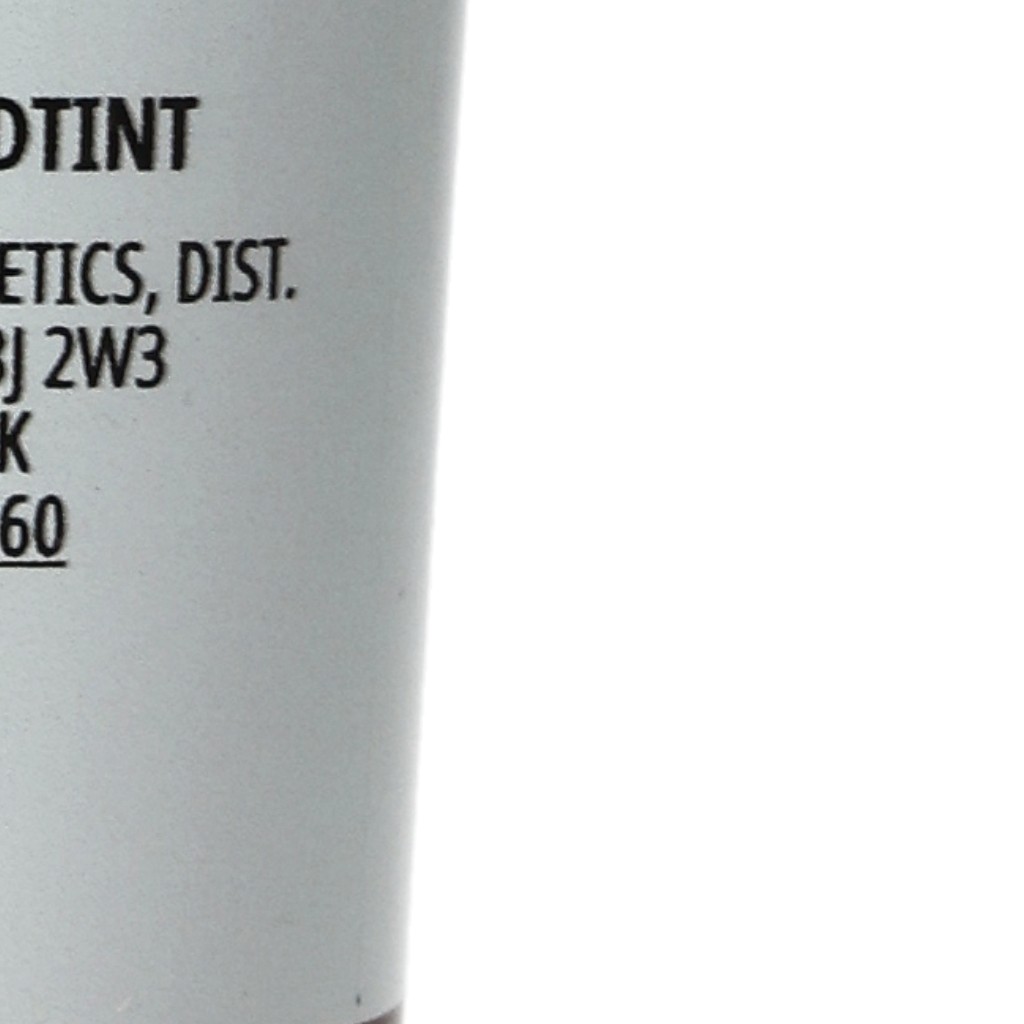 DTINT
ETICS, DIST.
3J 2W3
K
60